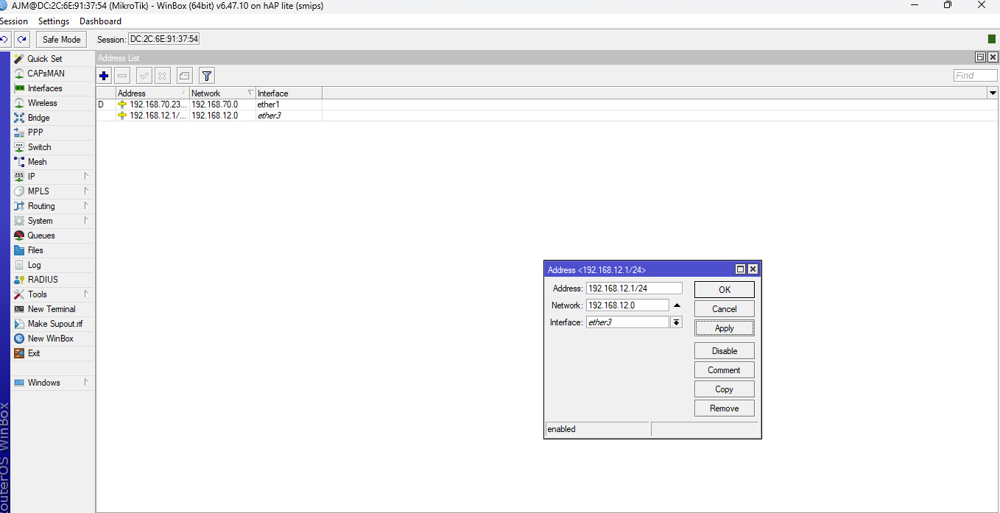 AJM@DC:2C:6E:91:37:54 (MikroTik) - WinBox (64bit) v6.47.10 on hAP lite (smips)
Session Settings Dashboard
Safe Mode Session: DC:2C:6E:91:37:54
Quick Set
CAPsMAN
Interfaces
Wireless
Bridge
PPP
Switch
Mesh
IP
MPLS
Routing
System
Queues
Files
Log
RADIUS
Tools
New Terminal
Make Supout.rif
New WinBox
Exit
Windows
outerOS WinBox
Address List
Find
Address Network Interface
D 192.168.70.23... 192.168.70.0 ether1
192.168.12.1/... 192.168.12.0 ether3
Address <192.168.12.1/24>
Address: 192.168.12.1/24
Network: 192.168.12.0
Interface: ether3
OK
Cancel
Apply
Disable
Comment
Copy
Remove
enabled